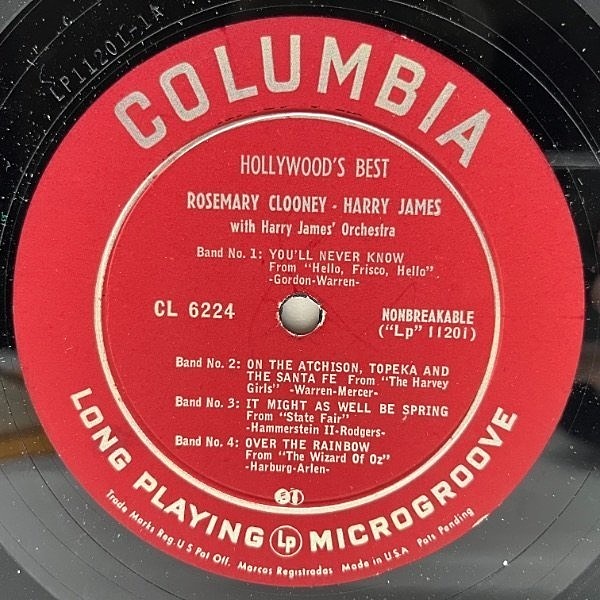 LP11201-1A
COLUMBIA
HOLLYWOOD'S BEST
ROSEMARY CLOONEY - HARRY JAMES
with Harry James' Orchestra
Band No. 1: YOU'LL NEVER KNOW
From "Hello, Frisco, Hello"
-Gordon-Warren-
CL 6224
NONBREAKABLE
("Lp" 11201)
Band No. 2: ON THE ATCHISON, TOPEKA AND
THE SANTA FE From "The Harvey
Girls" -Warren-Mercer-
Band No. 3: IT MIGHT AS WELL BE SPRING
From "State Fair"
-Hammerstein II-Rodgers-
Band No. 4: OVER THE RAINBOW
From "The Wizard Of Oz"
-Harburg-Arlen-
LONG PLAYING Lp MICROGROOVE
Trade Marks Reg. U S Pat Off. Marcas Registradas Made in U.S.A Pats Pending